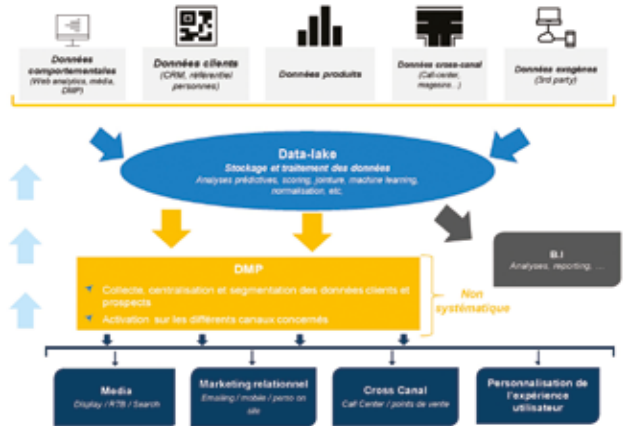 Données
comportementales
(Web analytics, média,
DMP)
Données clients
(CRM, référentiel
personnes)
Données produits
Données cross-canal
(Call-center,
magasins...)
Données exogènes
(3rd party)
Data-lake
Stockage et traitement des données
Analyses prédictives, scoring, jointure, machine learning,
normalisation, etc.
B.I
Analyses, reporting, ...
DMP
Collecte, centralisation et segmentation des données clients et
prospects
Activation sur les différents canaux concernés
Non
systématique
Media
Display / RTB / Search
Marketing relationnel
Emailing / mobile / perso on
site
Cross Canal
Call Center / points de vente
Personnalisation de
l'expérience
utilisateur